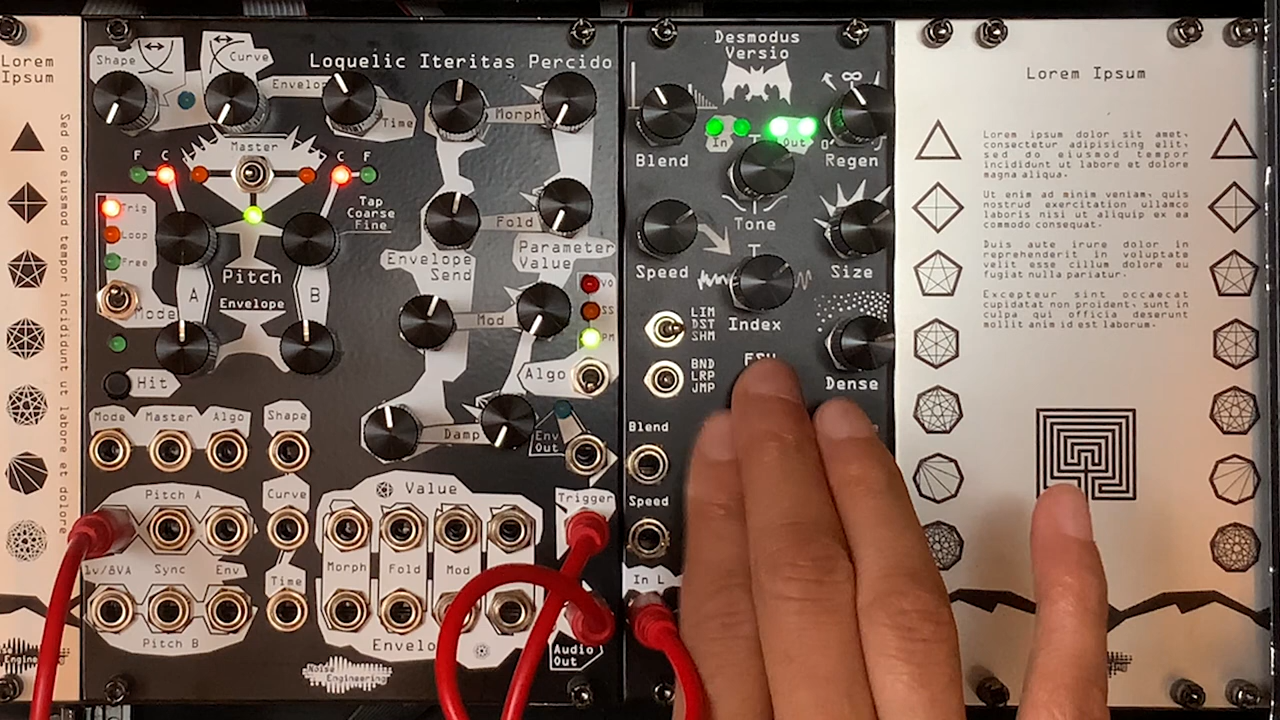 Lorem
Ipsum
Sed do eiusmod tempor incididunt ut labore et dolore
Loquelic Iteritas Percido
Shape
Curve
Envelop
Time
Morph
Master
F C
C F
Trig
Loop
Free
Mode
Tap
Coarse
Fine
Pitch
A
B
Envelope
Fold
Parameter
Value
Envelope
Send
Mod
SS
PM
Algo
Hit
Damp
Env
Out
Mode Master Algo Shape
Pitch A
Curve
Value
Trigger
1v/8VA Sync Env
Time
Morph Fold Mod
Pitch B
Envelo
Audio
Out
Noise
Engineering
Desmodus
Versio
In
Out
Blend
Regen
Tone
Speed
Size
Index
LIM
DST
SHM
BND
LRP
JMP
Dense
Blend
Speed
In L
Lorem Ipsum
Lorem ipsum dolor sit amet,
consectetur adipisicing elit,
sed do eiusmod tempor
incididunt ut labore et dolore
magna aliqua.
Ut enim ad minim veniam, quis
nostrud exercitation ullamco
laboris nisi ut aliquip ex ea
commodo consequat.
Duis aute irure dolor in
reprehenderit in voluptate
velit esse cillum dolore eu
fugiat nulla pariatur.
Excepteur sint occaecat
cupidatat non proident, sunt in
culpa qui officia deserunt
mollit anim id est laborum.